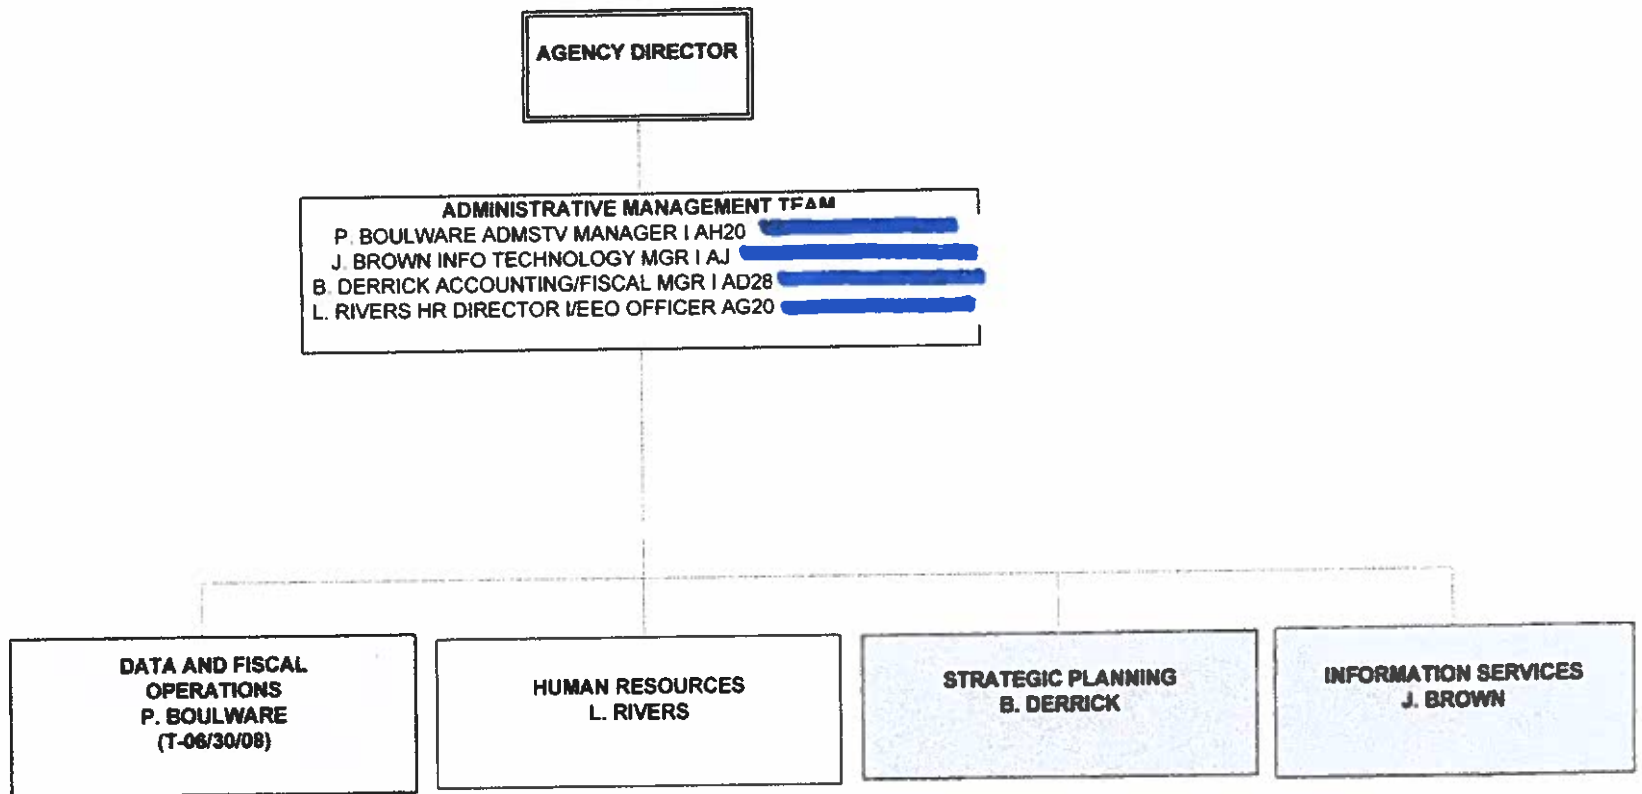 AGENCY DIRECTOR
ADMINISTRATIVE MANAGEMENT TEAM
P. BOULWARE ADMSTV MANAGER I AH20
J. BROWN INFO TECHNOLOGY MGR I AJ
B. DERRICK ACCOUNTING/FISCAL MGR I AD28
L. RIVERS HR DIRECTOR I/EEO OFFICER AG20
DATA AND FISCAL
OPERATIONS
P. BOULWARE
(T-06/30/08)
HUMAN RESOURCES
L. RIVERS
STRATEGIC PLANNING
B. DERRICK
INFORMATION SERVICES
J. BROWN